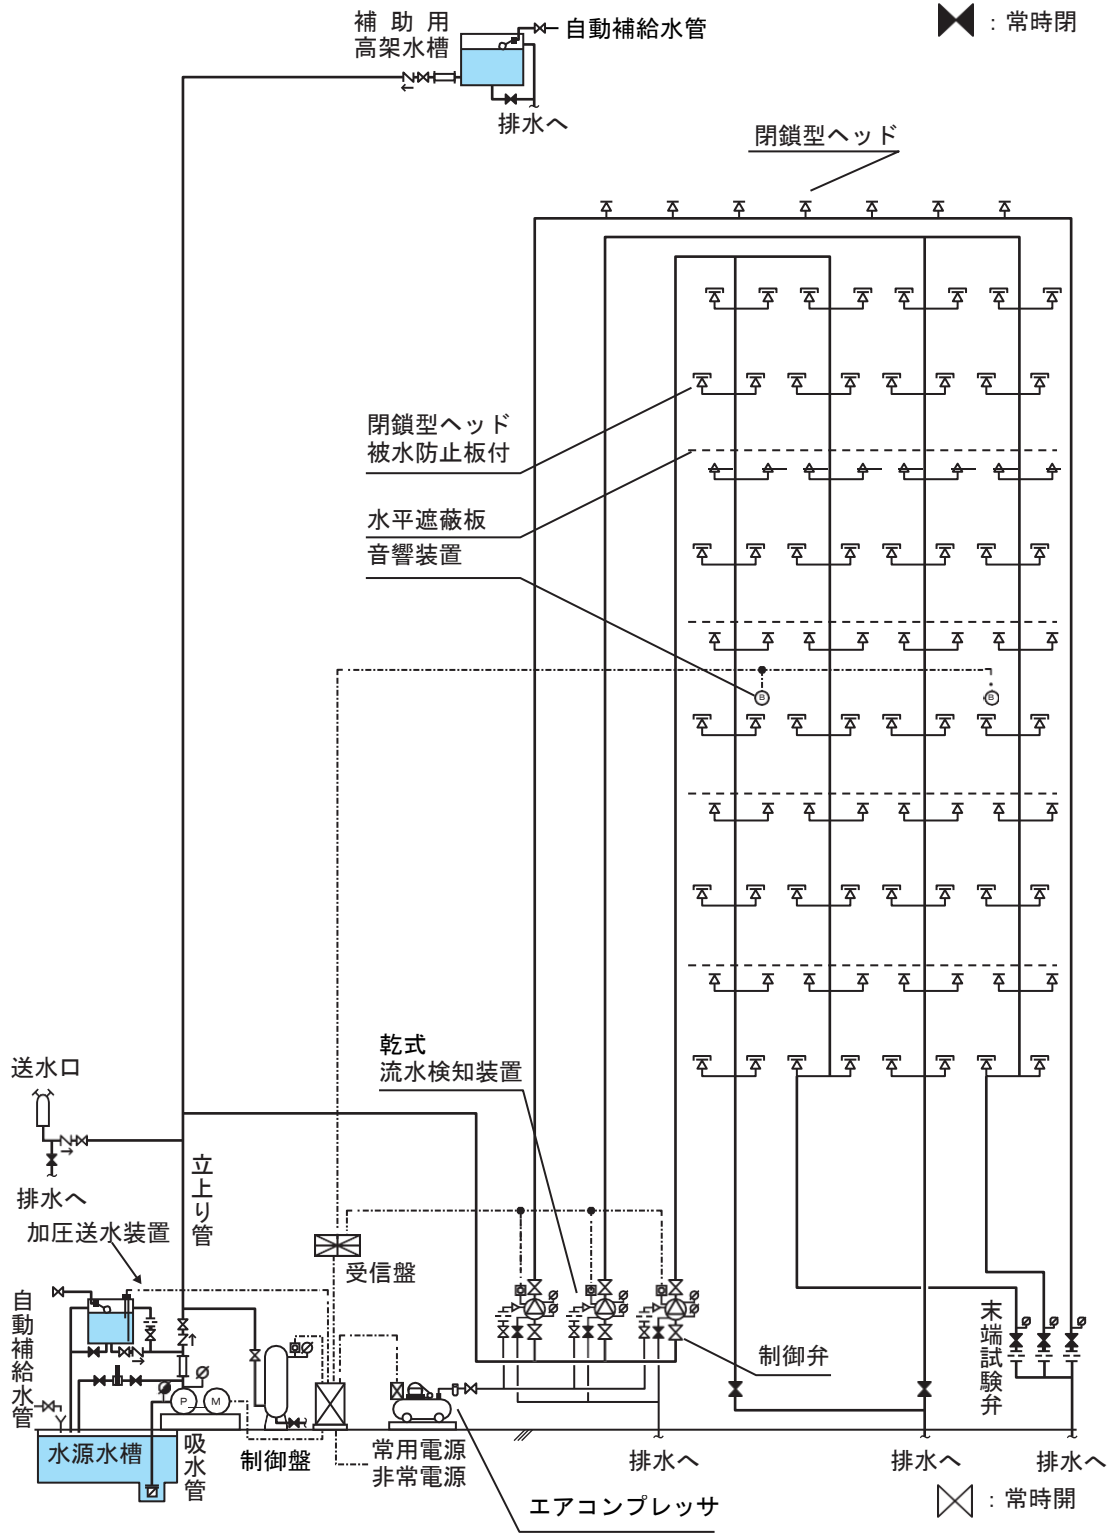 補助用
高架水槽
自動補給水管
：常時閉
排水へ
閉鎖型ヘッド
閉鎖型ヘッド
被水防止板付
水平遮蔽板
音響装置
B
B
乾式
流水検知装置
送水口
排水へ
立上り管
加圧送水装置
受信盤
自動補給水管
制御弁
末端試験弁
P
M
水源水槽
吸水管
制御盤
常用電源
非常電源
排水へ
排水へ
排水へ
エアコンプレッサ
：常時開